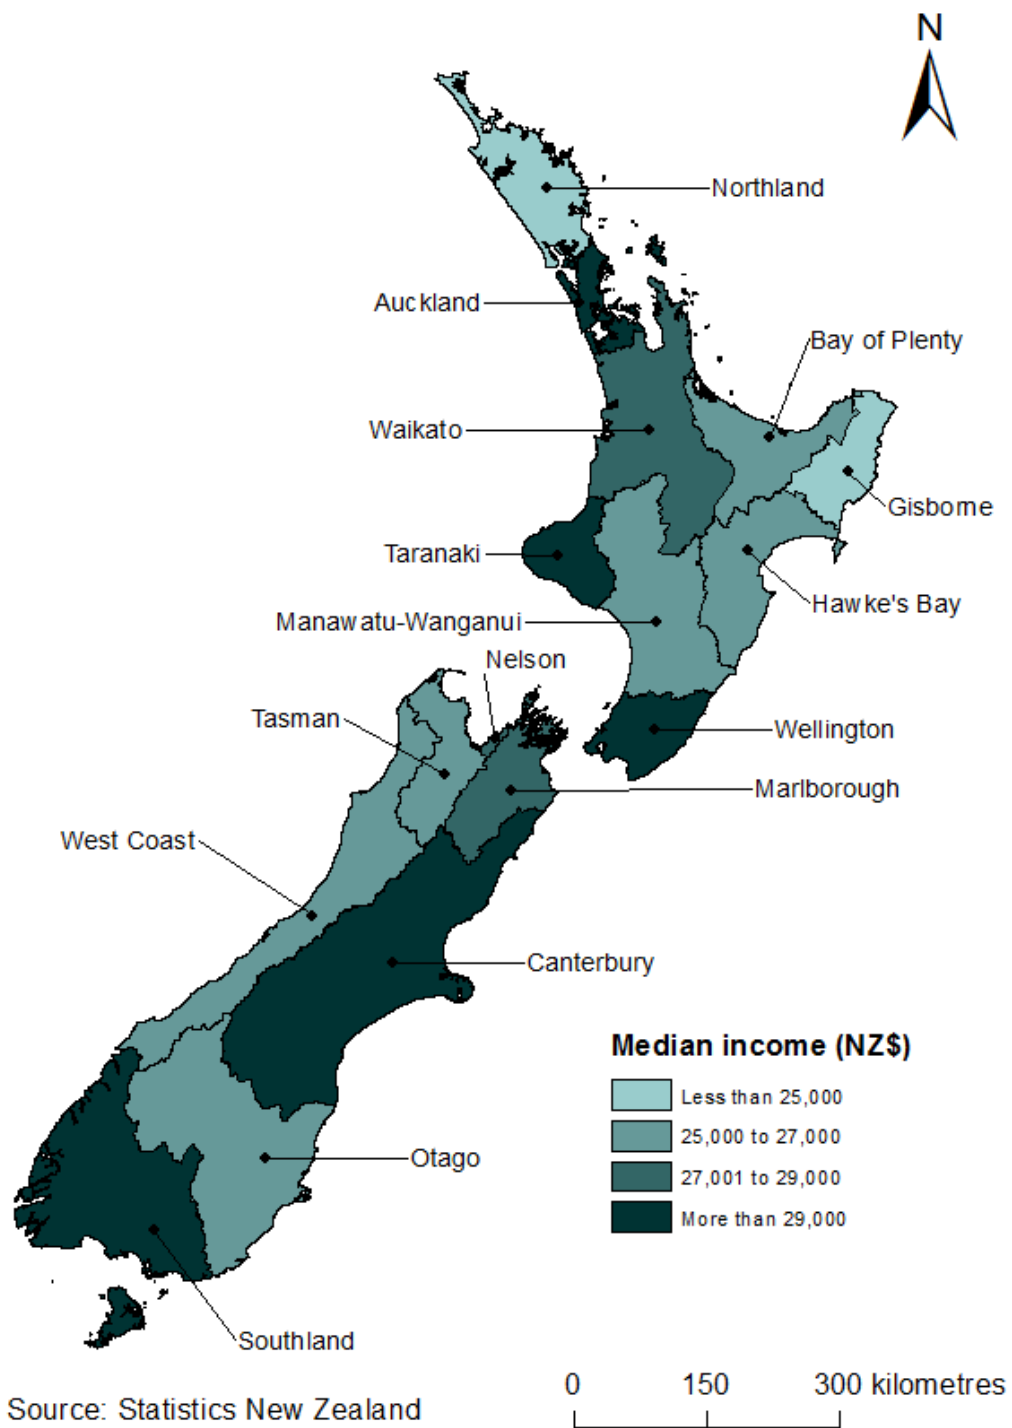 N
Northland
Auckland
Bay of Plenty
Waikato
Gisborne
Taranaki
Hawke's Bay
Manawatu-Wanganui
Nelson
Tasman
Wellington
Marlborough
West Coast
Canterbury
Median income (NZ$)
Less than 25,000
25,000 to 27,000
27,001 to 29,000
More than 29,000
Otago
Southland
0 150 300 kilometres
Source: Statistics New Zealand